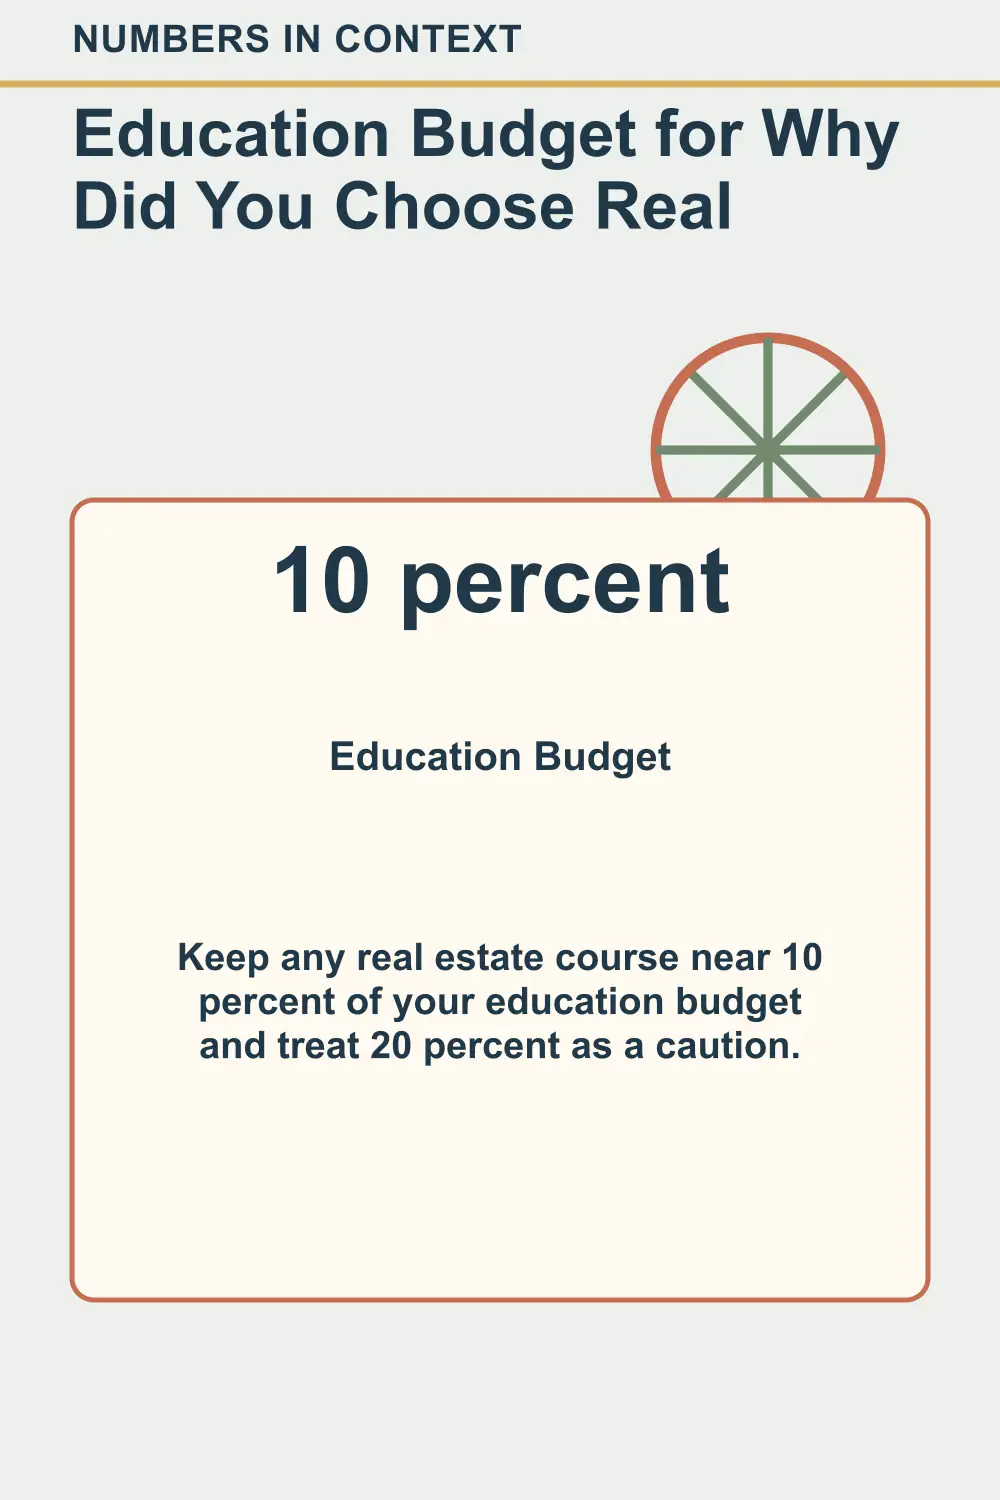 NUMBERS IN CONTEXT
Education Budget for Why
Did You Choose Real
10 percent
Education Budget
Keep any real estate course near 10
percent of your education budget
and treat 20 percent as a caution.